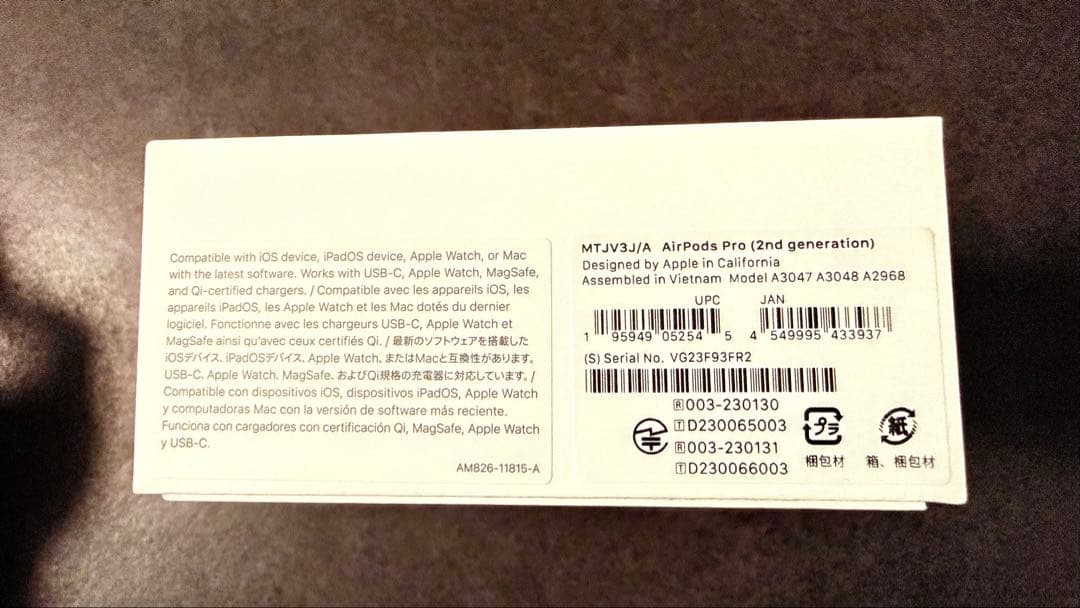 Compatible with iOS device, iPadOS device, Apple Watch, or Mac
with the latest software. Works with USB-C, Apple Watch, MagSafe,
and Qi-certified chargers. / Compatible avec les appareils iOS, les
appareils iPadOS, les Apple Watch et les Mac dotés du dernier
logiciel. Fonctionne avec les chargeurs USB-C, Apple Watch et
MagSafe ainsi qu'avec ceux certifiés Qi. / 最新のソフトウェアを搭載した
iOSデバイス、iPadOSデバイス、Apple Watch、またはMacと互換性があります。
USB-C、Apple Watch、MagSafe、およびQi規格の充電器に対応しています。/
Compatible con dispositivos iOS, dispositivos iPadOS, Apple Watch
y computadoras Mac con la versión de software más reciente.
Funciona con cargadores con certificación Qi, MagSafe, Apple Watch
y USB-C.
AM826-11815-A
MTJV3J/A AirPods Pro (2nd generation)
Designed by Apple in California
Assembled in Vietnam Model A3047 A3048 A2968
UPC JAN
1 95949 05254 5 4 549995 433937
(S) Serial No. VG23F93FR2
R 003-230130
T D230065003
R 003-230131
T D230066003
プラ
梱包材
紙
箱、梱包材